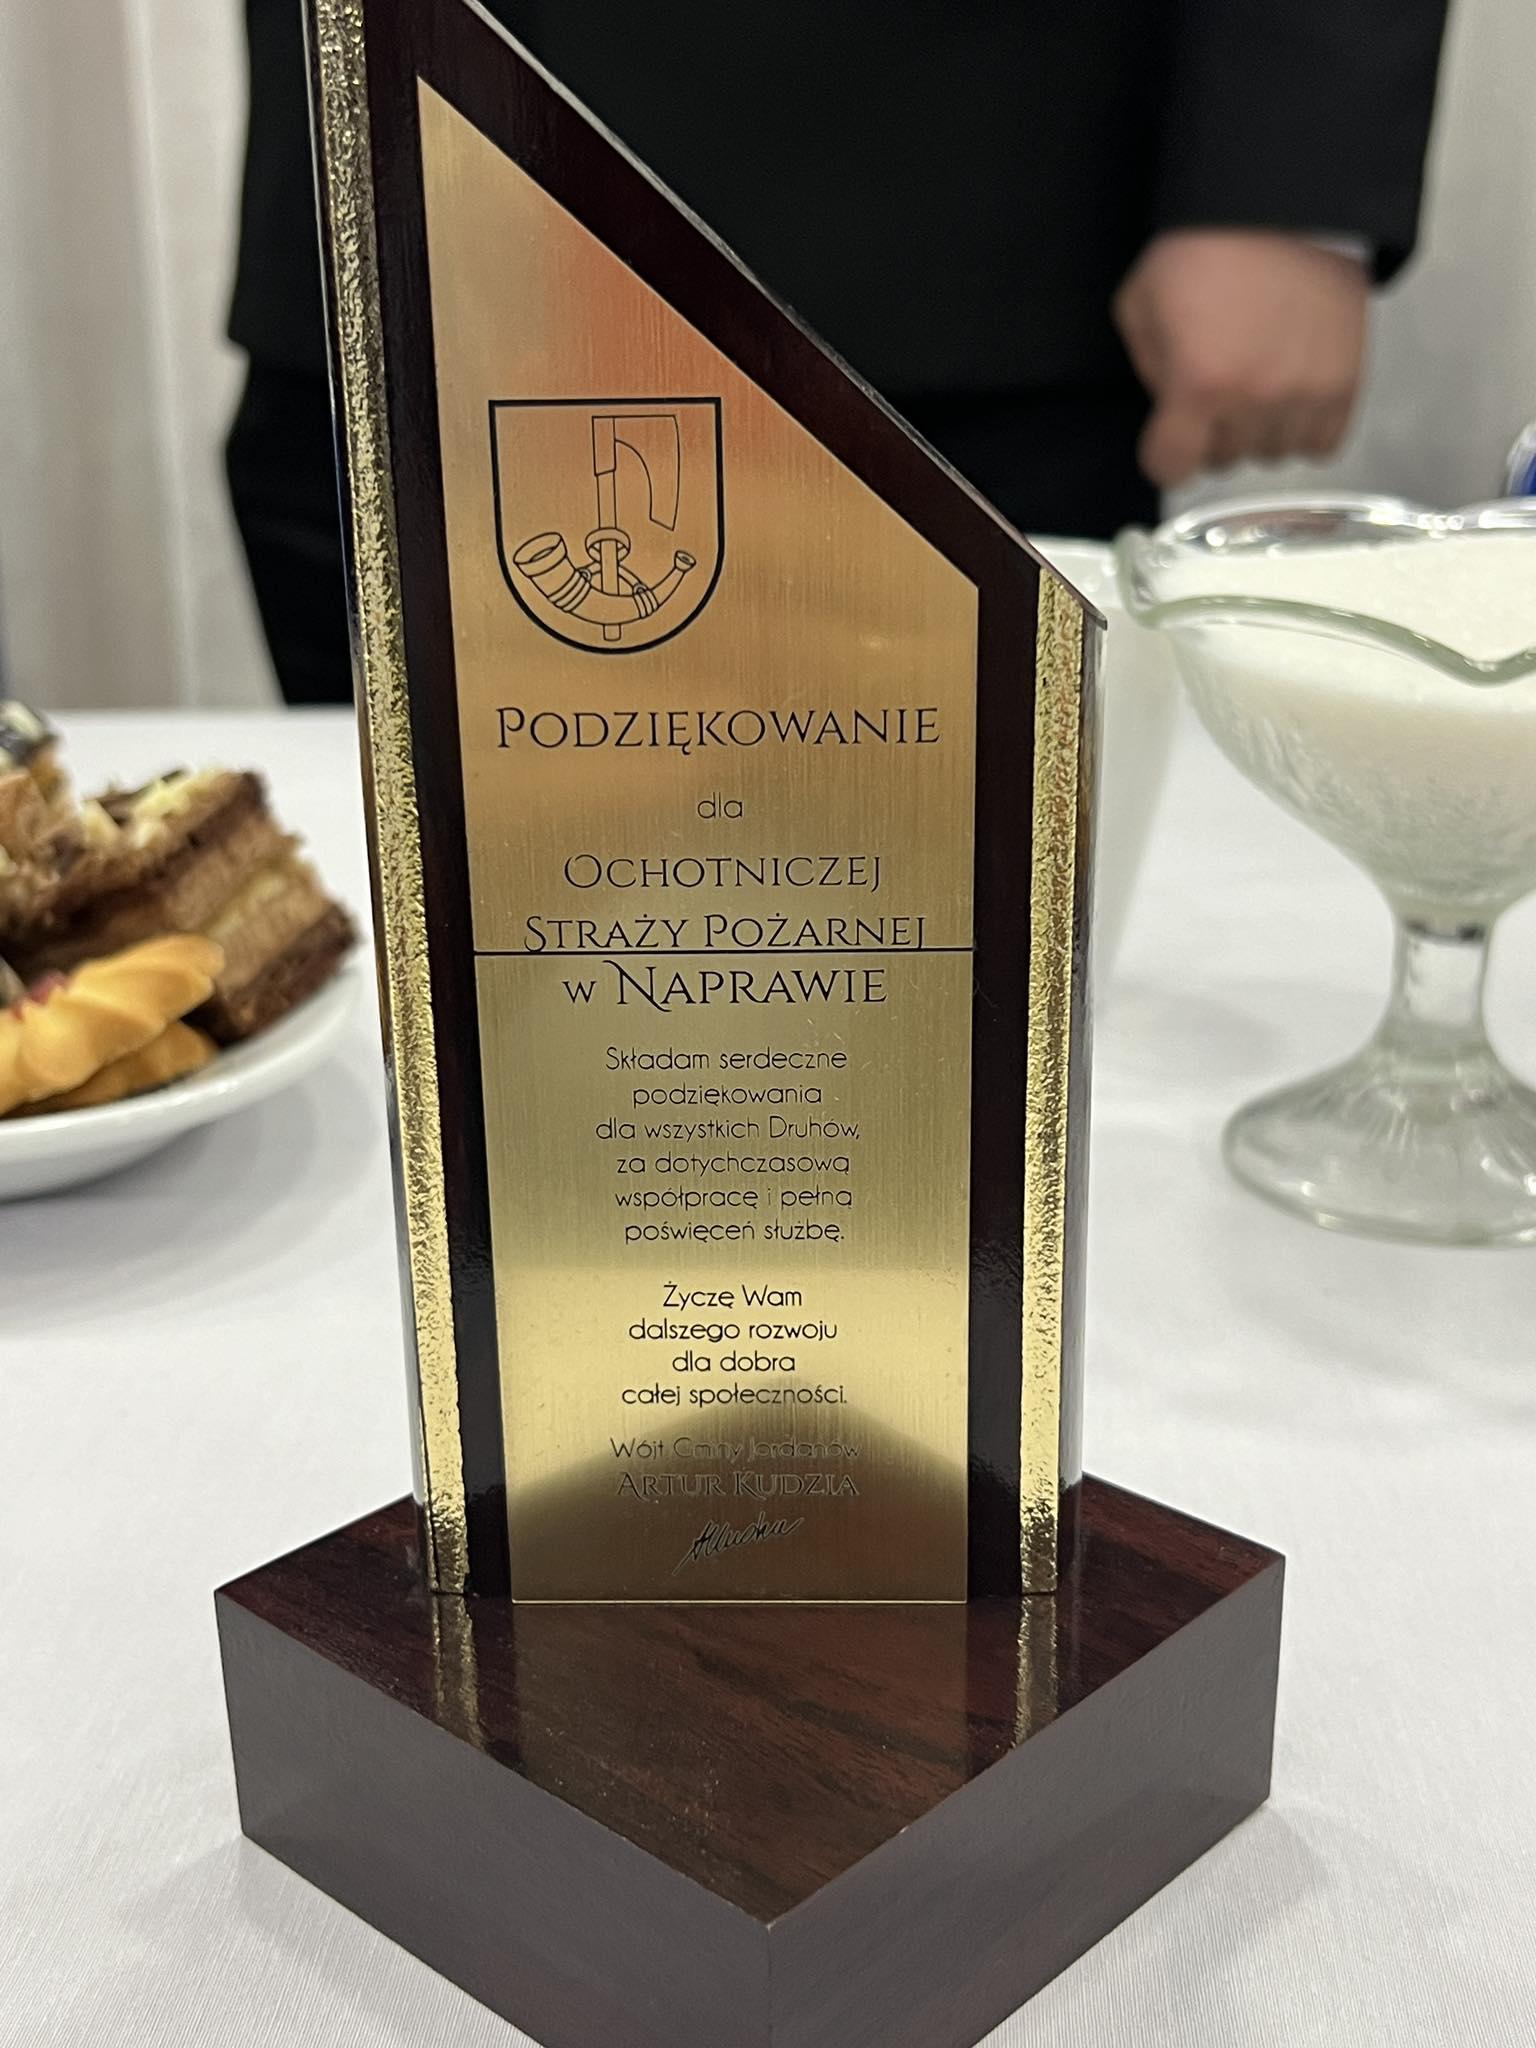 PODZIĘKOWANIE
dla
OCHOTNICZEJ
STRAŻY POŻARNEJ
W NAPRAWIE
Składam serdeczne
podziękowania
dla wszystkich Druhów,
za dotychczasową
współpracę i pełną
poświęceń służbę.
Życzę Wam
dalszego rozwoju
dla dobra
całej społeczności.
Wójt Gminy Jordanów
ARTUR KUDZIA